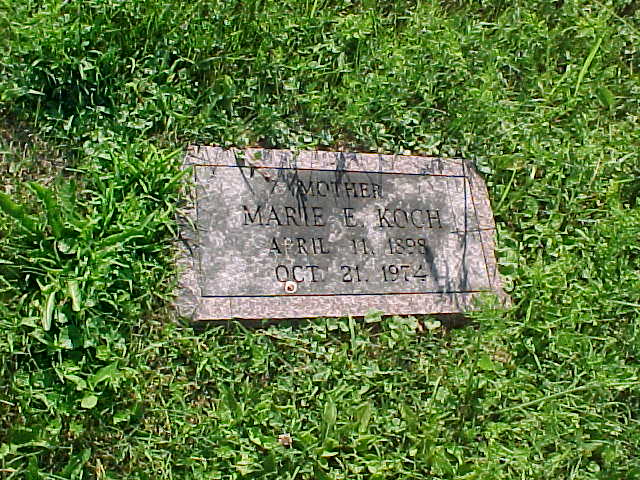 MOTHER
MARIE E. KOCH
APRIL 11, 1898
OCT. 21, 1974